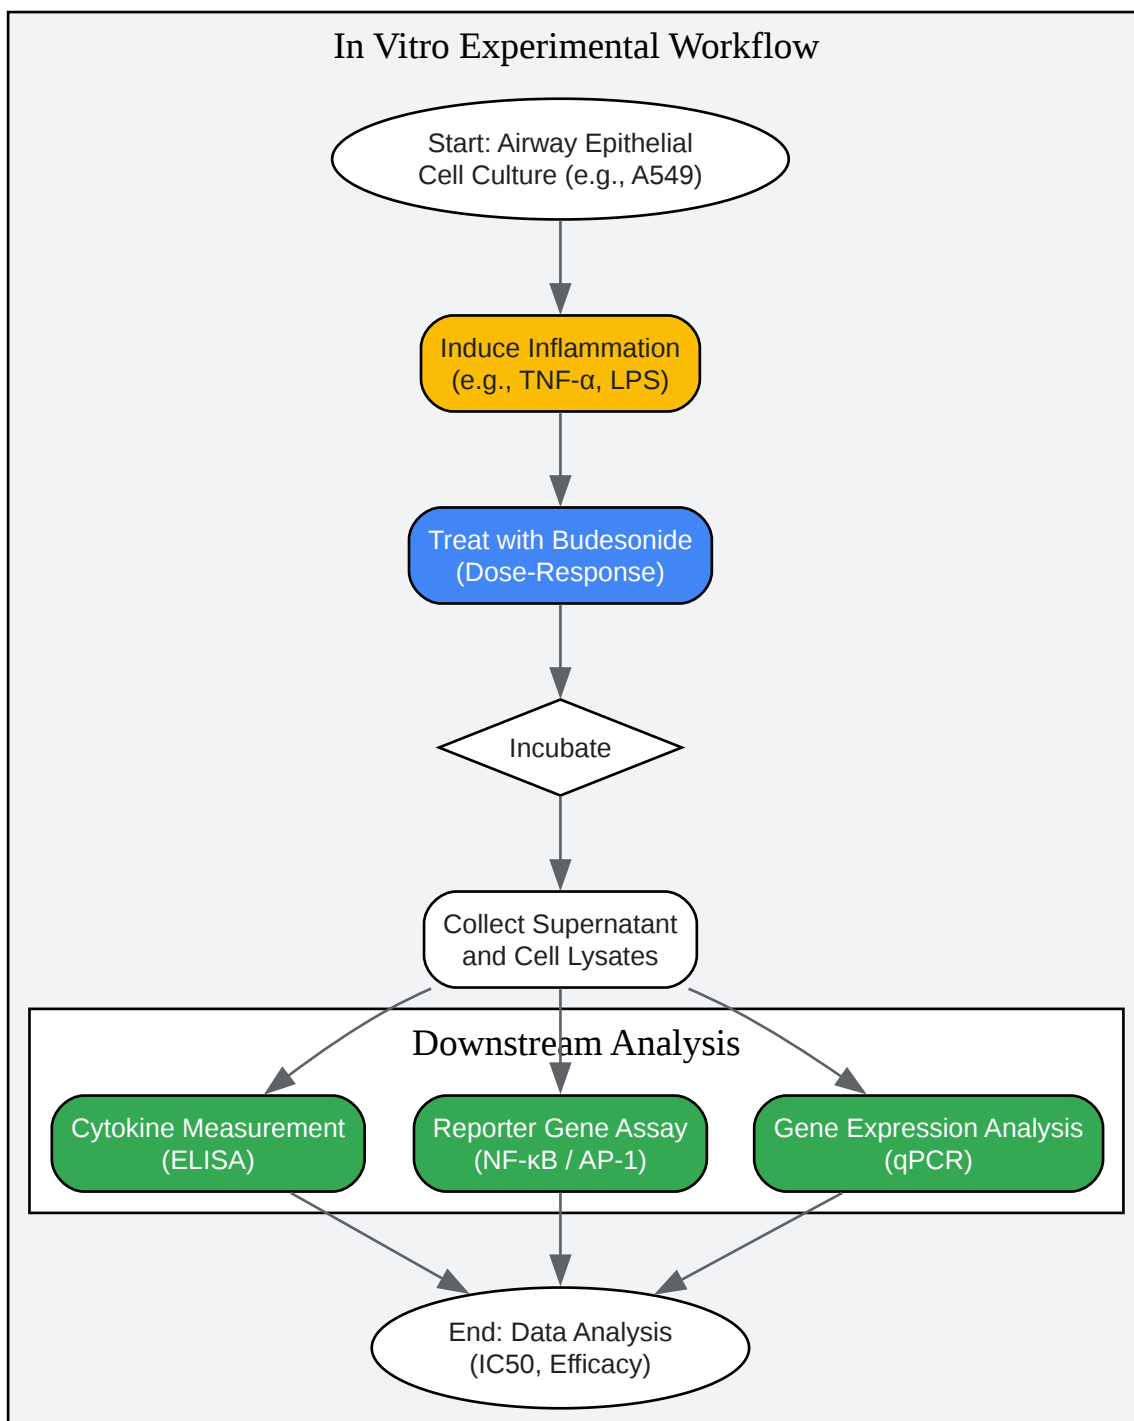 In Vitro Experimental Workflow
Start: Airway Epithelial
Cell Culture (e.g., A549)
Induce Inflammation
(e.g., TNF-α, LPS)
Treat with Budesonide
(Dose-Response)
Incubate
Collect Supernatant
and Cell Lysates
Downstream Analysis
Cytokine Measurement
(ELISA)
Reporter Gene Assay
(NF-κB / AP-1)
Gene Expression Analysis
(qPCR)
End: Data Analysis
(IC50, Efficacy)